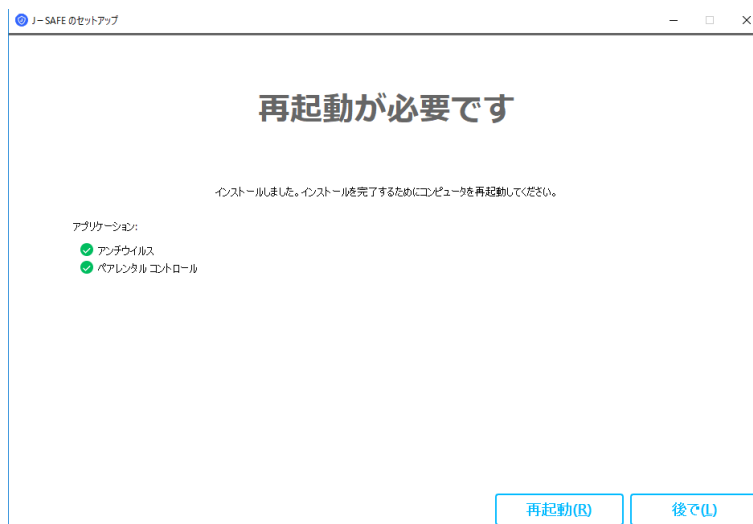 J－SAFE のセットアップ
再起動が必要です
インストールしました。インストールを完了するためにコンピュータを再起動してください。
アプリケーション:
アンチウイルス
ペアレンタル コントロール
再起動(R)
後で(L)